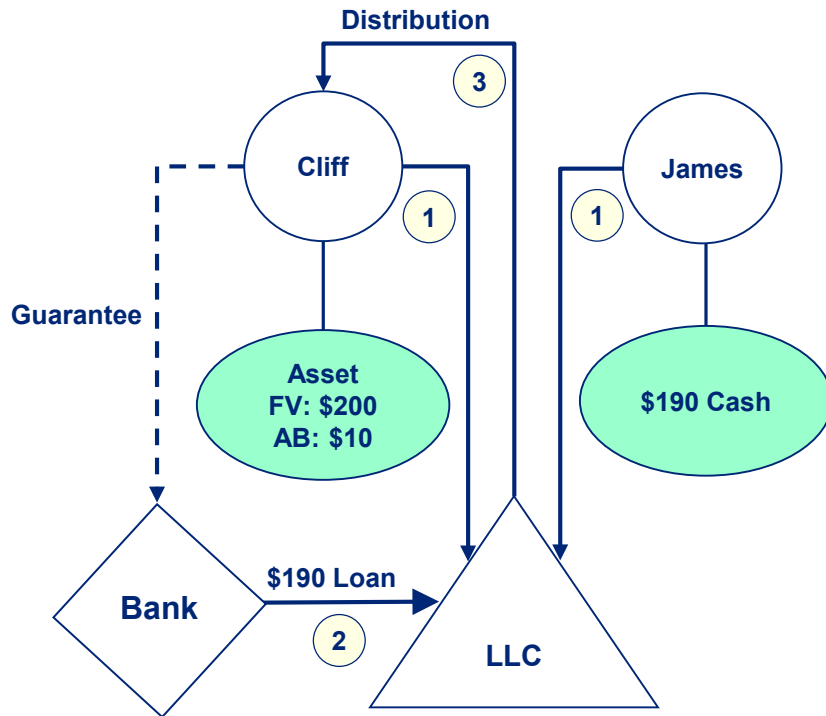 Distribution
3
Cliff
James
1
1
Guarantee
Asset
FV: $200
AB: $10
$190 Cash
$190 Loan
Bank
2
LLC